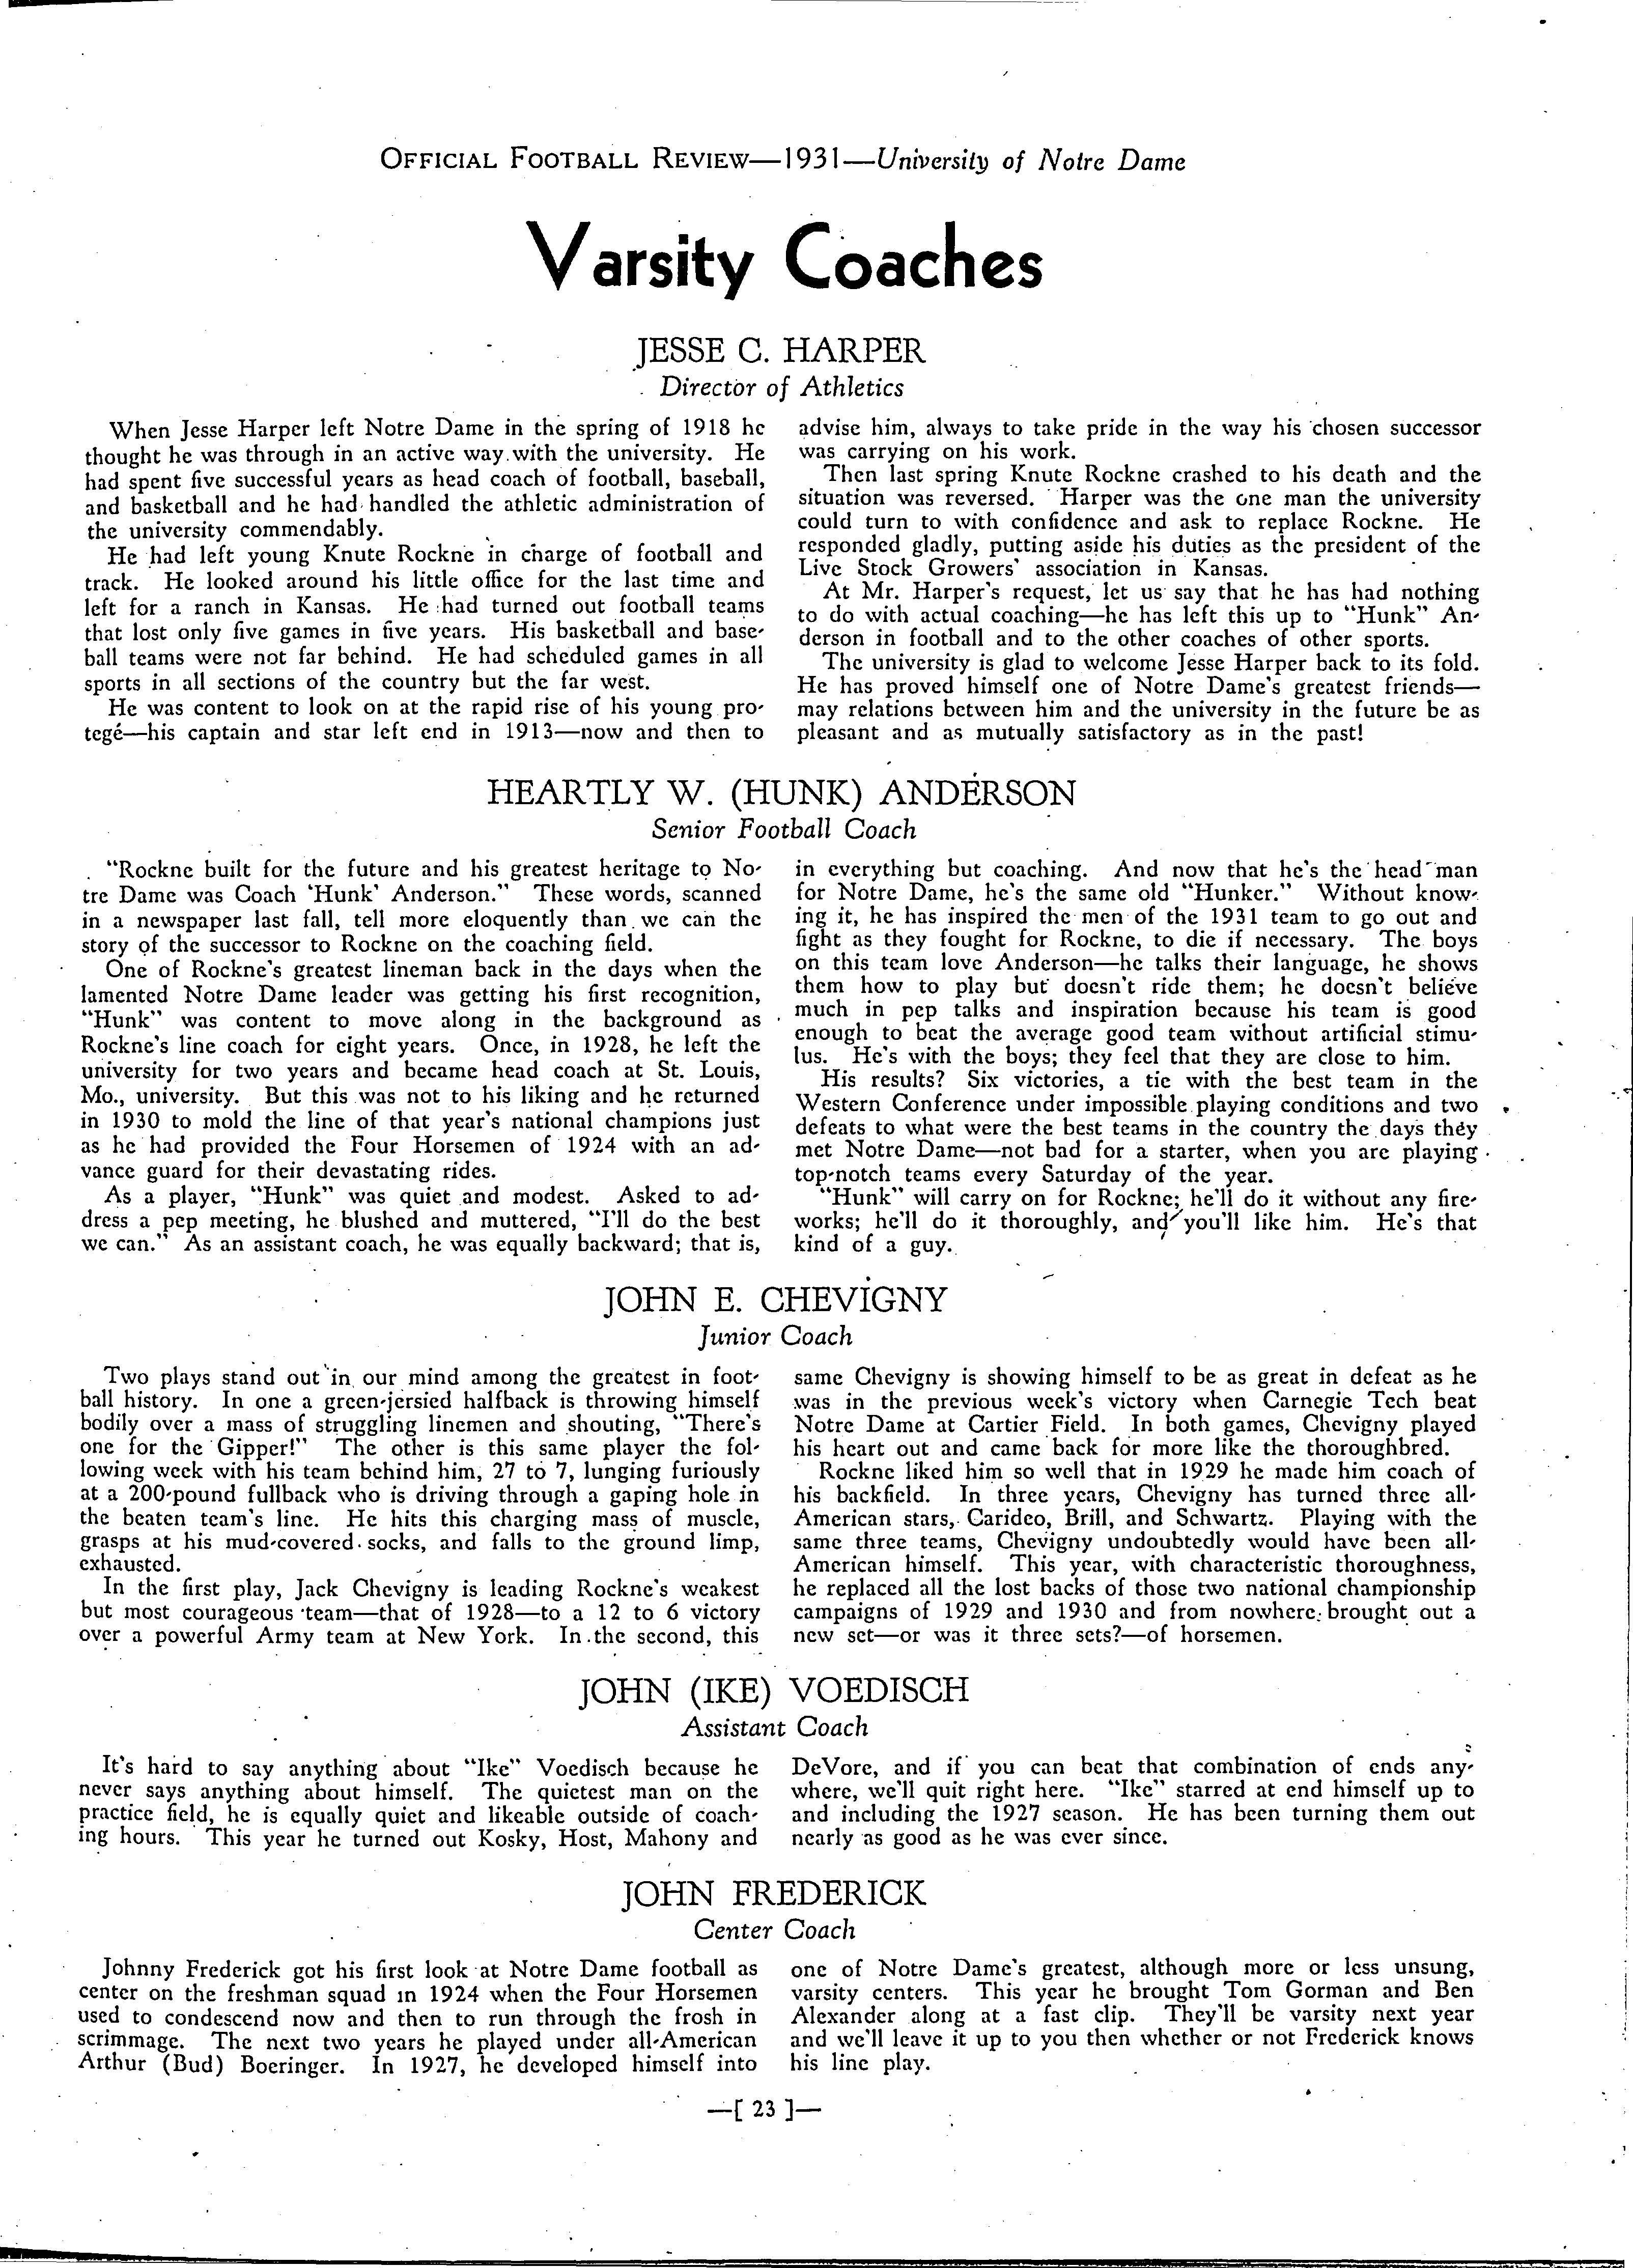 OFFICIAL FOOTBALL REVIEW—1931—University of Notre Dame
Varsity Coaches
JESSE C. HARPER
Director of Athletics
When Jesse Harper left Notre Dame in the spring of 1918 he
thought he was through in an active way with the university. He
had spent five successful years as head coach of football, baseball,
and basketball and he had handled the athletic administration of
the university commendably.
He had left young Knute Rockne in charge of football and
track. He looked around his little office for the last time and
left for a ranch in Kansas. He had turned out football teams
that lost only five games in five years. His basketball and base-
ball teams were not far behind. He had scheduled games in all
sports in all sections of the country but the far west.
He was content to look on at the rapid rise of his young pro-
tegé—his captain and star left end in 1913—now and then to
advise him, always to take pride in the way his chosen successor
was carrying on his work.
Then last spring Knute Rockne crashed to his death and the
situation was reversed. Harper was the one man the university
could turn to with confidence and ask to replace Rockne. He
responded gladly, putting aside his duties as the president of the
Live Stock Growers' association in Kansas.
At Mr. Harper's request, let us say that he has had nothing
to do with actual coaching—he has left this up to "Hunk" An-
derson in football and to the other coaches of other sports.
The university is glad to welcome Jesse Harper back to its fold.
He has proved himself one of Notre Dame's greatest friends—
may relations between him and the university in the future be as
pleasant and as mutually satisfactory as in the past!
HEARTLY W. (HUNK) ANDERSON
Senior Football Coach
"Rockne built for the future and his greatest heritage to No-
tre Dame was Coach 'Hunk' Anderson." These words, scanned
in a newspaper last fall, tell more eloquently than we can the
story of the successor to Rockne on the coaching field.
One of Rockne's greatest lineman back in the days when the
lamented Notre Dame leader was getting his first recognition,
"Hunk" was content to move along in the background as
Rockne's line coach for eight years. Once, in 1928, he left the
university for two years and became head coach at St. Louis,
Mo., university. But this was not to his liking and he returned
in 1930 to mold the line of that year's national champions just
as he had provided the Four Horsemen of 1924 with an ad-
vance guard for their devastating rides.
As a player, "Hunk" was quiet and modest. Asked to ad-
dress a pep meeting, he blushed and muttered, "I'll do the best
we can." As an assistant coach, he was equally backward; that is,
in everything but coaching. And now that he's the head man
for Notre Dame, he's the same old "Hunker." Without know-
ing it, he has inspired the men of the 1931 team to go out and
fight as they fought for Rockne, to die if necessary. The boys
on this team love Anderson—he talks their language, he shows
them how to play but doesn't ride them; he doesn't believe
much in pep talks and inspiration because his team is good
enough to beat the average good team without artificial stimu-
lus. He's with the boys; they feel that they are close to him.
His results? Six victories, a tie with the best team in the
Western Conference under impossible playing conditions and two
defeats to what were the best teams in the country the days they
met Notre Dame—not bad for a starter, when you are playing
top-notch teams every Saturday of the year.
"Hunk" will carry on for Rockne; he'll do it without any fire-
works; he'll do it thoroughly, and you'll like him. He's that
kind of a guy.
JOHN E. CHEVIGNY
Junior Coach
Two plays stand out in our mind among the greatest in foot-
ball history. In one a green-jersied halfback is throwing himself
bodily over a mass of struggling linemen and shouting, "There's
one for the Gipper!" The other is this same player the fol-
lowing week with his team behind him, 27 to 7, lunging furiously
at a 200-pound fullback who is driving through a gaping hole in
the beaten team's line. He hits this charging mass of muscle,
grasps at his mud-covered socks, and falls to the ground limp,
exhausted.
In the first play, Jack Chevigny is leading Rockne's weakest
but most courageous team—that of 1928—to a 12 to 6 victory
over a powerful Army team at New York. In the second, this
same Chevigny is showing himself to be as great in defeat as he
was in the previous week's victory when Carnegie Tech beat
Notre Dame at Cartier Field. In both games, Chevigny played
his heart out and came back for more like the thoroughbred.
Rockne liked him so well that in 1929 he made him coach of
his backfield. In three years, Chevigny has turned three all-
American stars, Carideo, Brill, and Schwartz. Playing with the
same three teams, Chevigny undoubtedly would have been all-
American himself. This year, with characteristic thoroughness,
he replaced all the lost backs of those two national championship
campaigns of 1929 and 1930 and from nowhere brought out a
new set—or was it three sets?—of horsemen.
JOHN (IKE) VOEDISCH
Assistant Coach
It's hard to say anything about "Ike" Voedisch because he
never says anything about himself. The quietest man on the
practice field, he is equally quiet and likeable outside of coach-
ing hours. This year he turned out Kosky, Host, Mahony and
DeVore, and if you can beat that combination of ends any-
where, we'll quit right here. "Ike" starred at end himself up to
and including the 1927 season. He has been turning them out
nearly as good as he was ever since.
JOHN FREDERICK
Center Coach
Johnny Frederick got his first look at Notre Dame football as
center on the freshman squad in 1924 when the Four Horsemen
used to condescend now and then to run through the frosh in
scrimmage. The next two years he played under all-American
Arthur (Bud) Boeringer. In 1927, he developed himself into
one of Notre Dame's greatest, although more or less unsung,
varsity centers. This year he brought Tom Gorman and Ben
Alexander along at a fast clip. They'll be varsity next year
and we'll leave it up to you then whether or not Frederick knows
his line play.
—[ 23 ]—